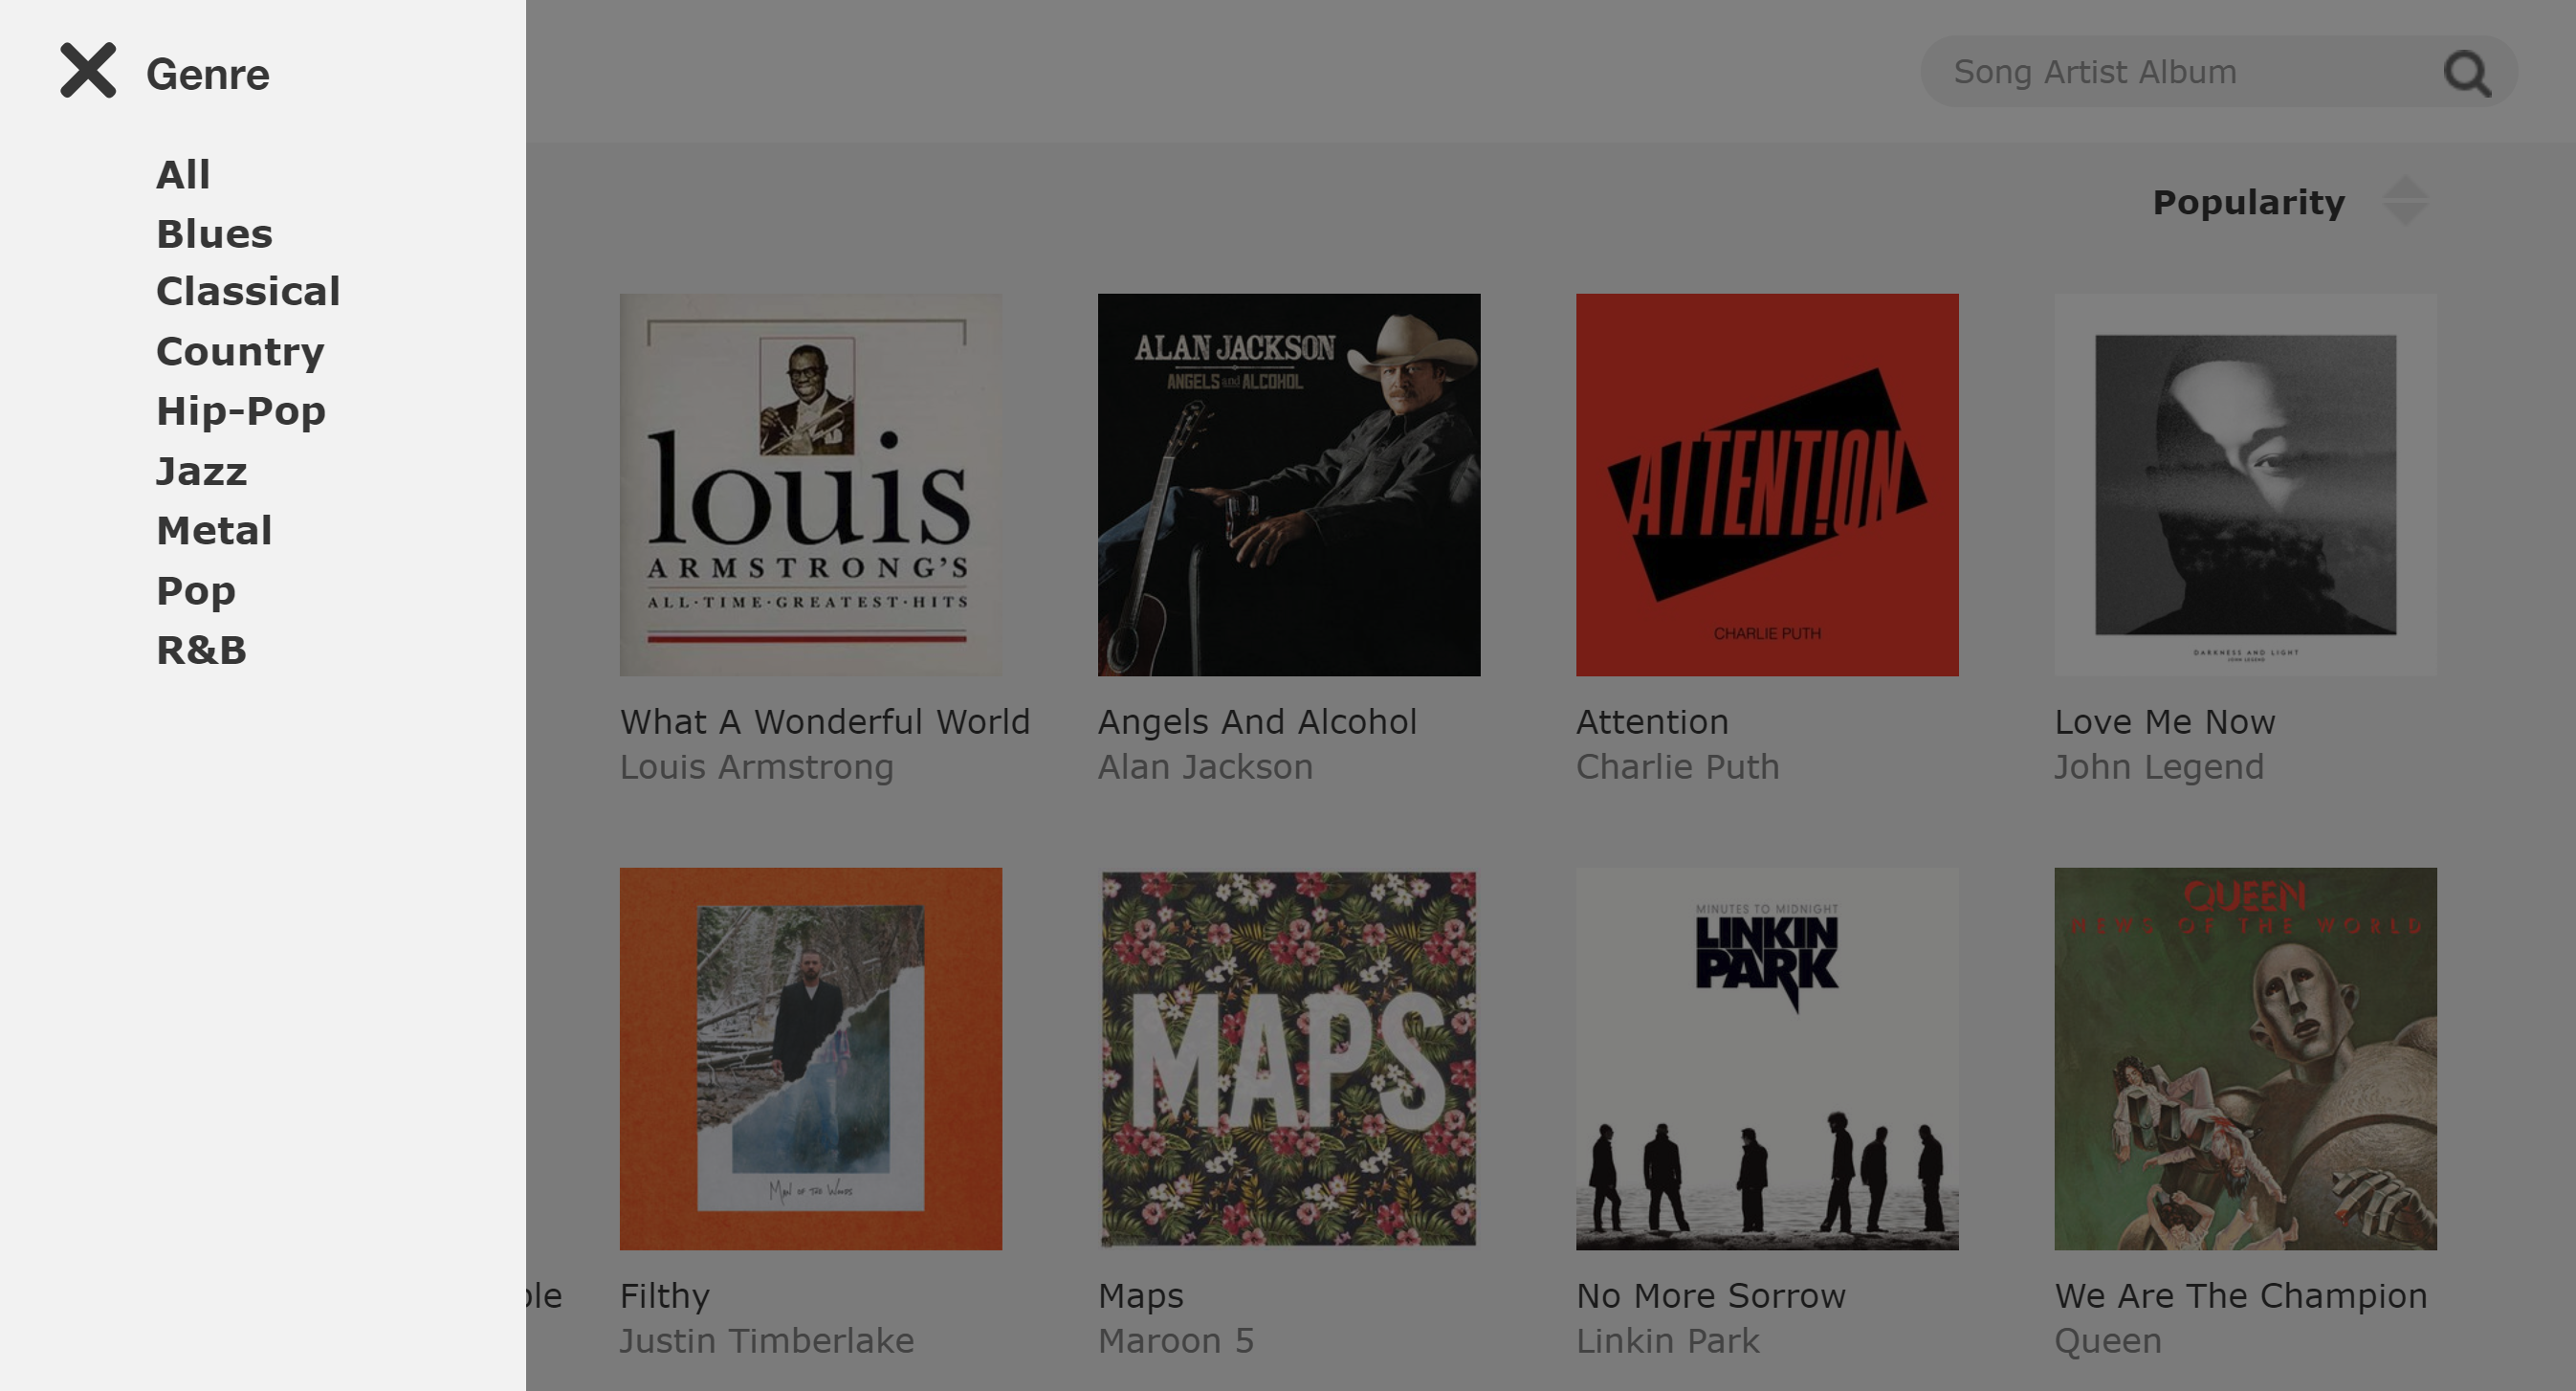 Genre
All
Blues
Classical
Country
Hip-Pop
Jazz
Metal
Pop
R&B
Song Artist Album
Popularity
louis
ARMSTRONG'S
ALL·TIME·GREATEST·HITS
What A Wonderful World
Louis Armstrong
ALAN JACKSON
ANGELS and ALCOHOL
Angels And Alcohol
Alan Jackson
ATTENT!ON
CHARLIE PUTH
Attention
Charlie Puth
DARKNESS AND LIGHT
JOHN LEGEND
Love Me Now
John Legend
MAN OF THE WOODS
Filthy
Justin Timberlake
MAPS
Maps
Maroon 5
MINUTES TO MIDNIGHT
LINKIN
PARK
No More Sorrow
Linkin Park
QUEEN
NEWS OF THE WORLD
We Are The Champion
Queen